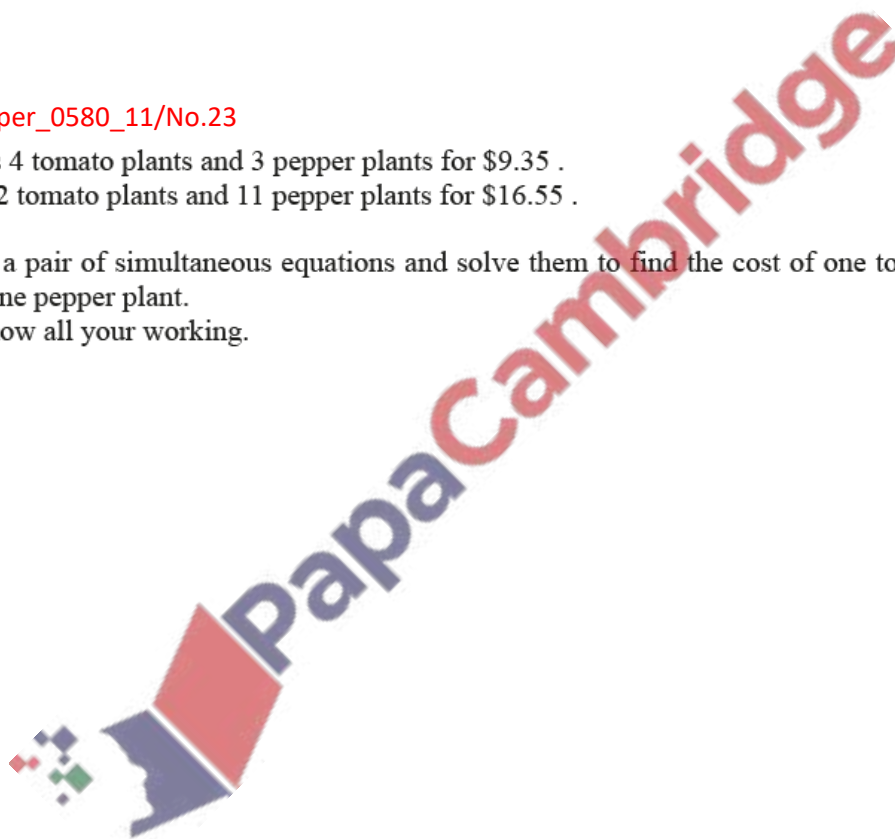 per_0580_11/No.23
s 4 tomato plants and 3 pepper plants for $9.35 .
2 tomato plants and 11 pepper plants for $16.55 .
a pair of simultaneous equations and solve them to find the cost of one to
ne pepper plant.
ow all your working.
PapaCambridge